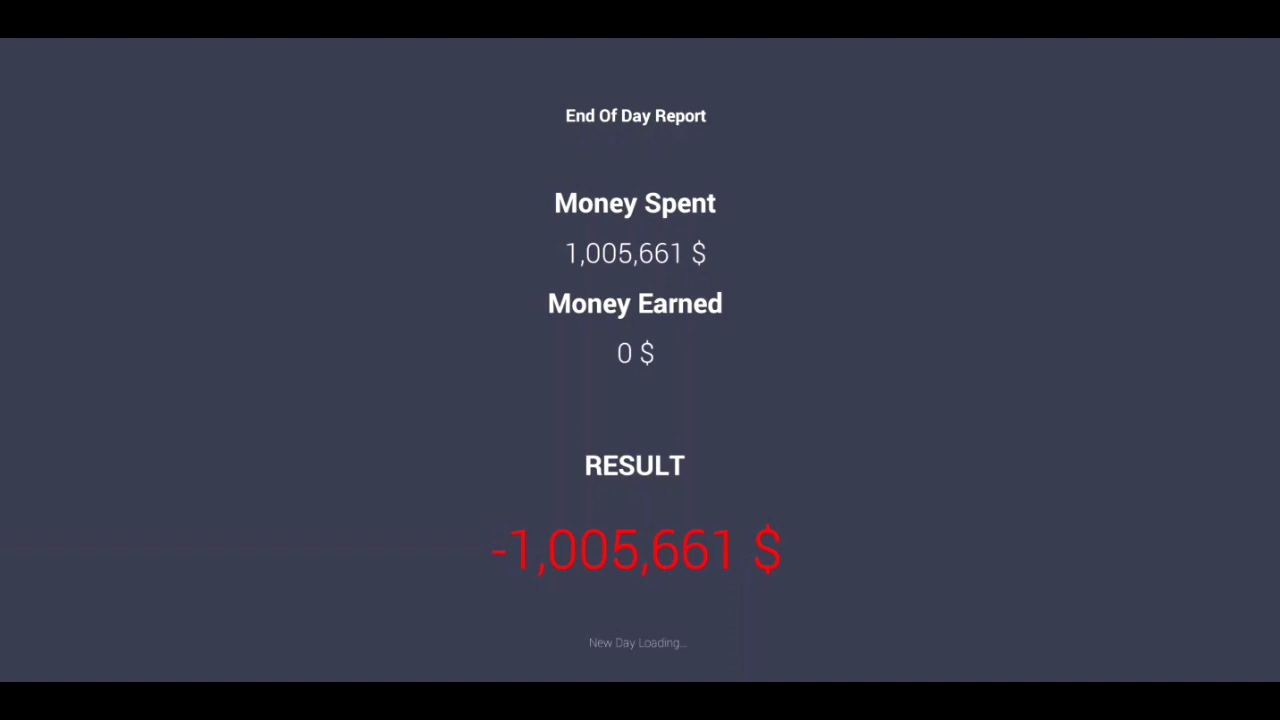 End Of Day Report
Money Spent
1,005,661 $
Money Earned
0 $
RESULT
-1,005,661 $
New Day Loading...